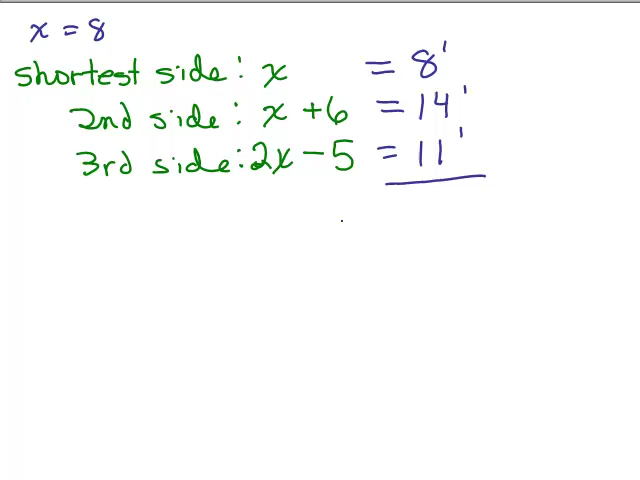 x = 8
shortest side: x = 8'
2nd side: x + 6 = 14'
3rd side: 2x - 5 = 11'